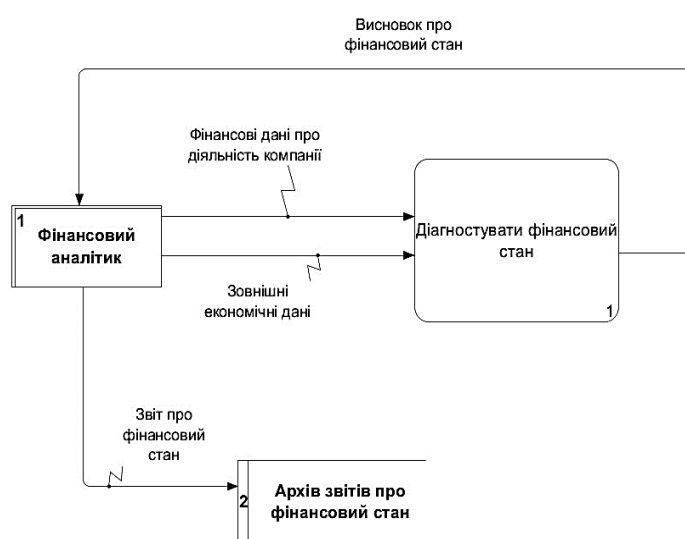 Висновок про
фінансовий стан
Фінансові дані про
діяльність компанії
1
Фінансовий
аналітик
Діагностувати фінансовий
стан
1
Зовнішні
економічні дані
Звіт про
фінансовий
стан
2
Архів звітів про
фінансовий стан